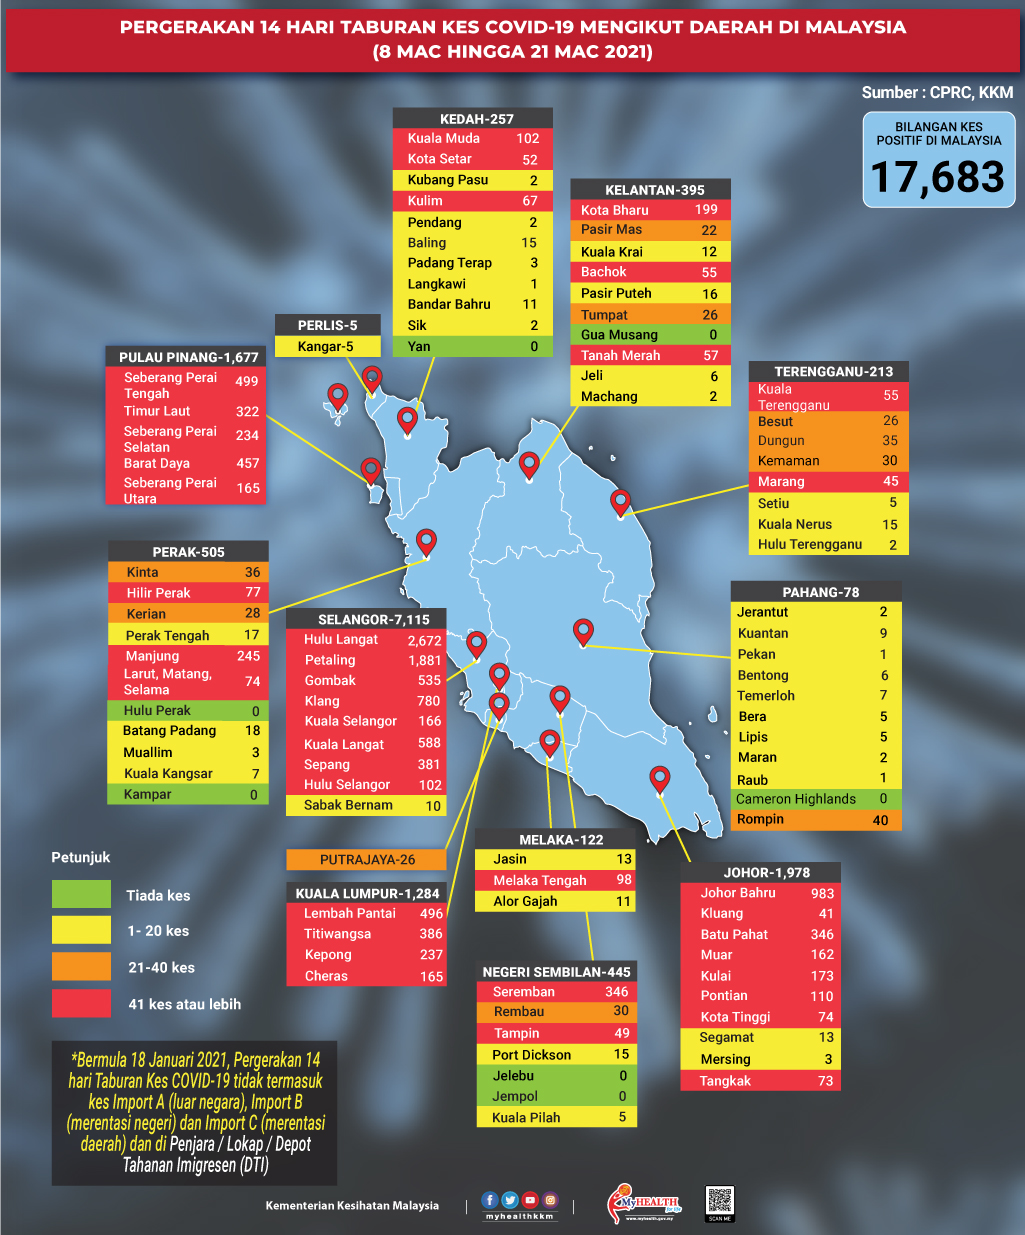 PERGERAKAN 14 HARI TABURAN KES COVID-19 MENGIKUT DAERAH DI MALAYSIA
(8 MAC HINGGA 21 MAC 2021)
Sumber : CPRC, KKM
BILANGAN KES
POSITIF DI MALAYSIA
17,683
KEDAH-257
Kuala Muda 102
Kota Setar 52
Kubang Pasu 2
Kulim 67
Pendang 2
Baling 15
Padang Terap 3
Langkawi 1
Bandar Bahru 11
Sik 2
Yan 0
KELANTAN-395
Kota Bharu 199
Pasir Mas 22
Kuala Krai 12
Bachok 55
Pasir Puteh 16
Tumpat 26
Gua Musang 0
Tanah Merah 57
Jeli 6
Machang 2
PERLIS-5
Kangar-5
PULAU PINANG-1,677
Seberang Perai
Tengah 499
Timur Laut 322
Seberang Perai
Selatan 234
Barat Daya 457
Seberang Perai
Utara 165
TERENGGANU-213
Kuala
Terengganu 55
Besut 26
Dungun 35
Kemaman 30
Marang 45
Setiu 5
Kuala Nerus 15
Hulu Terengganu 2
PERAK-505
Kinta 36
Hilir Perak 77
Kerian 28
Perak Tengah 17
Manjung 245
Larut, Matang,
Selama 74
Hulu Perak 0
Batang Padang 18
Muallim 3
Kuala Kangsar 7
Kampar 0
SELANGOR-7,115
Hulu Langat 2,672
Petaling 1,881
Gombak 535
Klang 780
Kuala Selangor 166
Kuala Langat 588
Sepang 381
Hulu Selangor 102
Sabak Bernam 10
PAHANG-78
Jerantut 2
Kuantan 9
Pekan 1
Bentong 6
Temerloh 7
Bera 5
Lipis 5
Maran 2
Raub 1
Cameron Highlands 0
Rompin 40
PUTRAJAYA-26
KUALA LUMPUR-1,284
Lembah Pantai 496
Titiwangsa 386
Kepong 237
Cheras 165
MELAKA-122
Jasin 13
Melaka Tengah 98
Alor Gajah 11
NEGERI SEMBILAN-445
Seremban 346
Rembau 30
Tampin 49
Port Dickson 15
Jelebu 0
Jempol 0
Kuala Pilah 5
JOHOR-1,978
Johor Bahru 983
Kluang 41
Batu Pahat 346
Muar 162
Kulai 173
Pontian 110
Kota Tinggi 74
Segamat 13
Mersing 3
Tangkak 73
Petunjuk
Tiada kes
1- 20 kes
21-40 kes
41 kes atau lebih
*Bermula 18 Januari 2021, Pergerakan 14
hari Taburan Kes COVID-19 tidak termasuk
kes Import A (luar negara), Import B
(merentasi negeri) dan Import C (merentasi
daerah) dan di Penjara / Lokap / Depot
Tahanan Imigresen (DTI)
Kementerian Kesihatan Malaysia
myhealthkkm
MyHEALTH
for life
www.myhealth.gov.my
SCAN ME